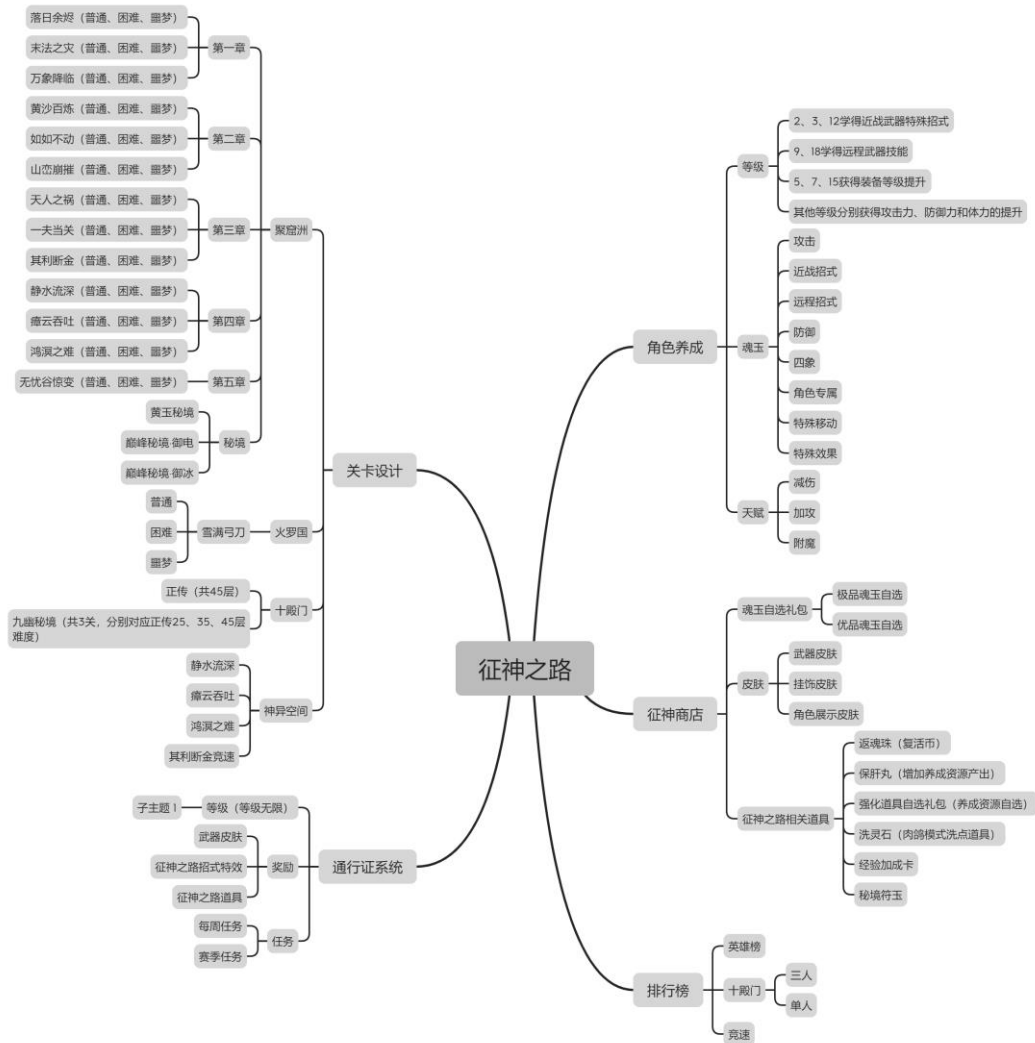 征神之路
关卡设计
聚窟洲
第一章
落日余烬（普通、困难、噩梦）
末法之灾（普通、困难、噩梦）
万象降临（普通、困难、噩梦）
第二章
黄沙百炼（普通、困难、噩梦）
如如不动（普通、困难、噩梦）
山峦崩摧（普通、困难、噩梦）
第三章
天人之祸（普通、困难、噩梦）
一夫当关（普通、困难、噩梦）
其利断金（普通、困难、噩梦）
第四章
静水流深（普通、困难、噩梦）
瘴云吞吐（普通、困难、噩梦）
鸿溟之难（普通、困难、噩梦）
第五章
无忧谷惊变（普通、困难、噩梦）
秘境
黄玉秘境
巅峰秘境·御电
巅峰秘境·御冰
火罗国
雪满弓刀
普通
困难
噩梦
十殿门
正传（共45层）
九幽秘境（共3关，分别对应正传25、35、45层
难度）
神异空间
静水流深
瘴云吞吐
鸿溟之难
其利断金竞速
通行证系统
等级（等级无限）
子主题 1
奖励
武器皮肤
征神之路招式特效
征神之路道具
任务
每周任务
赛季任务
角色养成
等级
2、3、12学得近战武器特殊招式
9、18学得远程武器技能
5、7、15获得装备等级提升
其他等级分别获得攻击力、防御力和体力的提升
魂玉
攻击
近战招式
远程招式
防御
四象
角色专属
特殊移动
特殊效果
天赋
减伤
加攻
附魔
征神商店
魂玉自选礼包
极品魂玉自选
优品魂玉自选
皮肤
武器皮肤
挂饰皮肤
角色展示皮肤
征神之路相关道具
返魂珠（复活币）
保肝丸（增加养成资源产出）
强化道具自选礼包（养成资源自选）
洗灵石（肉鸽模式洗点道具）
经验加成卡
秘境符玉
排行榜
英雄榜
十殿门
三人
单人
竞速